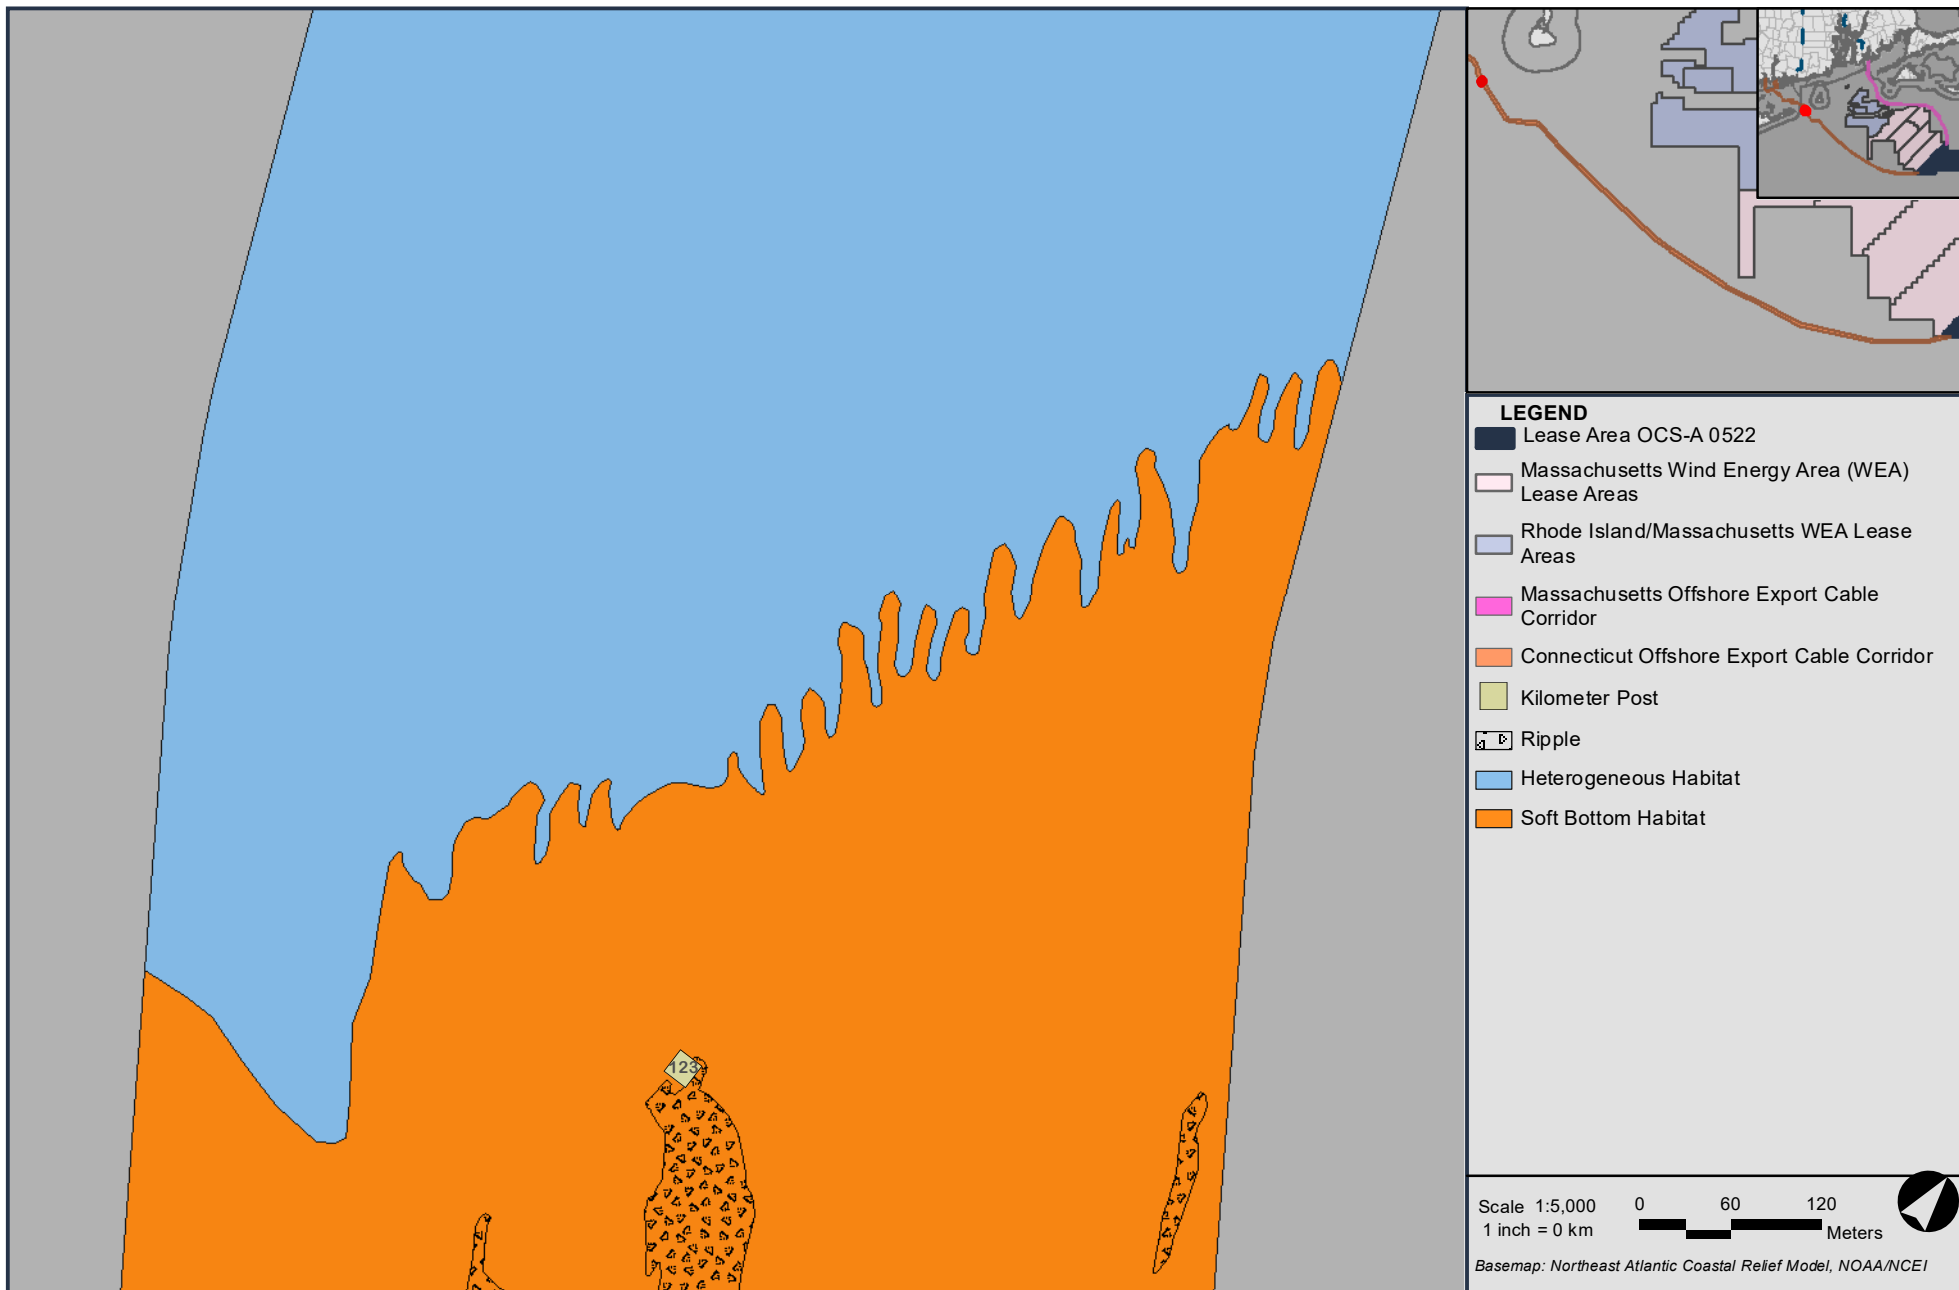 123
LEGEND
Lease Area OCS-A 0522
Massachusetts Wind Energy Area (WEA)
Lease Areas
Rhode Island/Massachusetts WEA Lease
Areas
Massachusetts Offshore Export Cable
Corridor
Connecticut Offshore Export Cable Corridor
Kilometer Post
Ripple
Heterogeneous Habitat
Soft Bottom Habitat
Scale 1:5,000
1 inch = 0 km
0 60 120
Meters
Basemap: Northeast Atlantic Coastal Relief Model, NOAA/NCEI